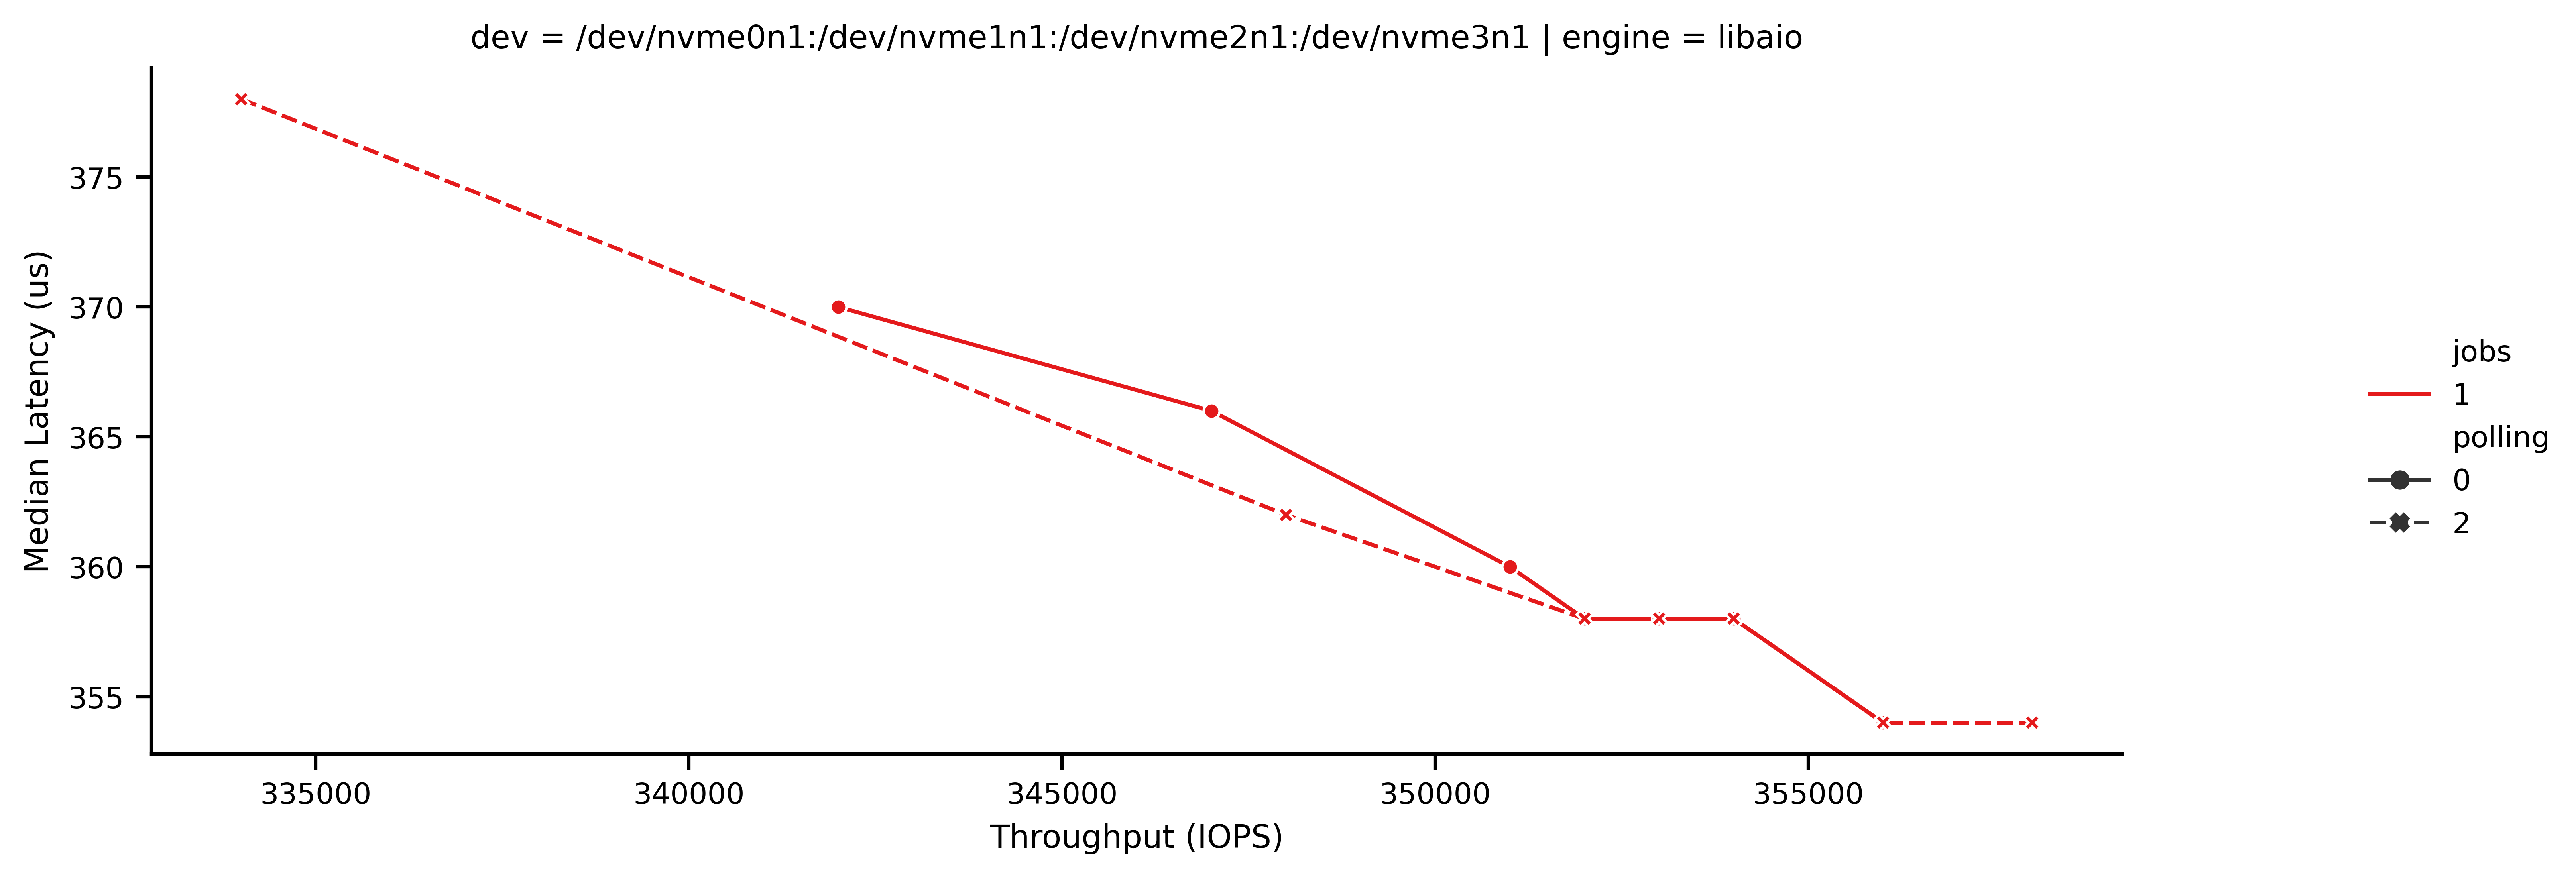 dev = /dev/nvme0n1:/dev/nvme1n1:/dev/nvme2n1:/dev/nvme3n1 | engine = libaio
Median Latency (us)
375
370
365
360
355
335000
340000
345000
350000
355000
Throughput (IOPS)
jobs
1
polling
0
2